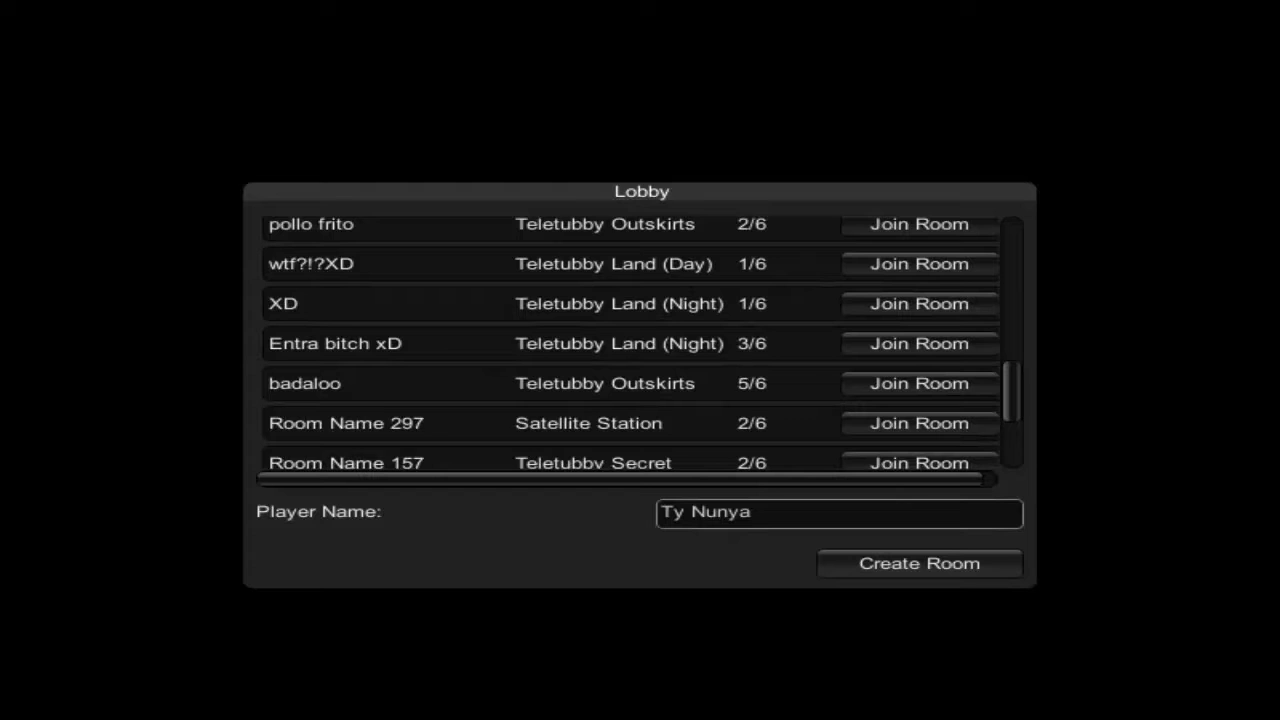 Lobby
pollo frito Teletubby Outskirts 2/6 Join Room
wtf?!?XD Teletubby Land (Day) 1/6 Join Room
XD Teletubby Land (Night) 1/6 Join Room
Entra bitch xD Teletubby Land (Night) 3/6 Join Room
badaloo Teletubby Outskirts 5/6 Join Room
Room Name 297 Satellite Station 2/6 Join Room
Room Name 157 Teletubby Secret 2/6 Join Room
Player Name: Ty Nunya
Create Room